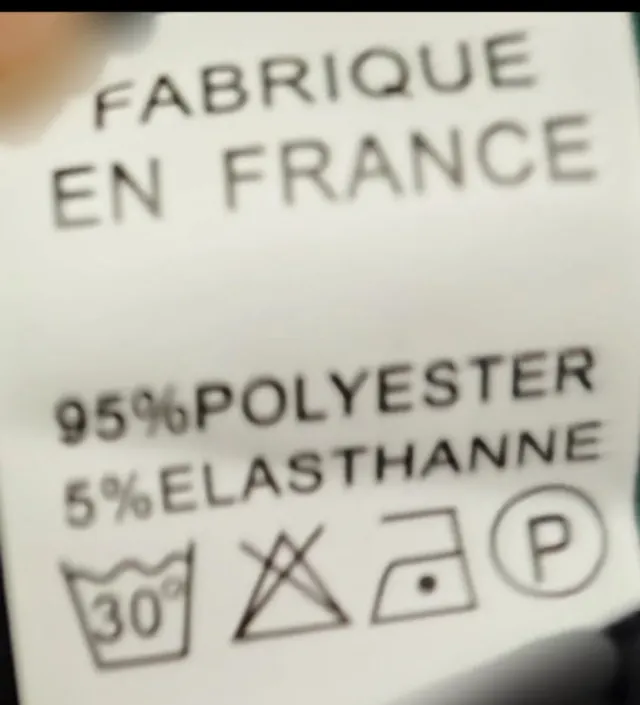 FABRIQUE
EN FRANCE
95%POLYESTER
5%ELASTHANNE
30° P